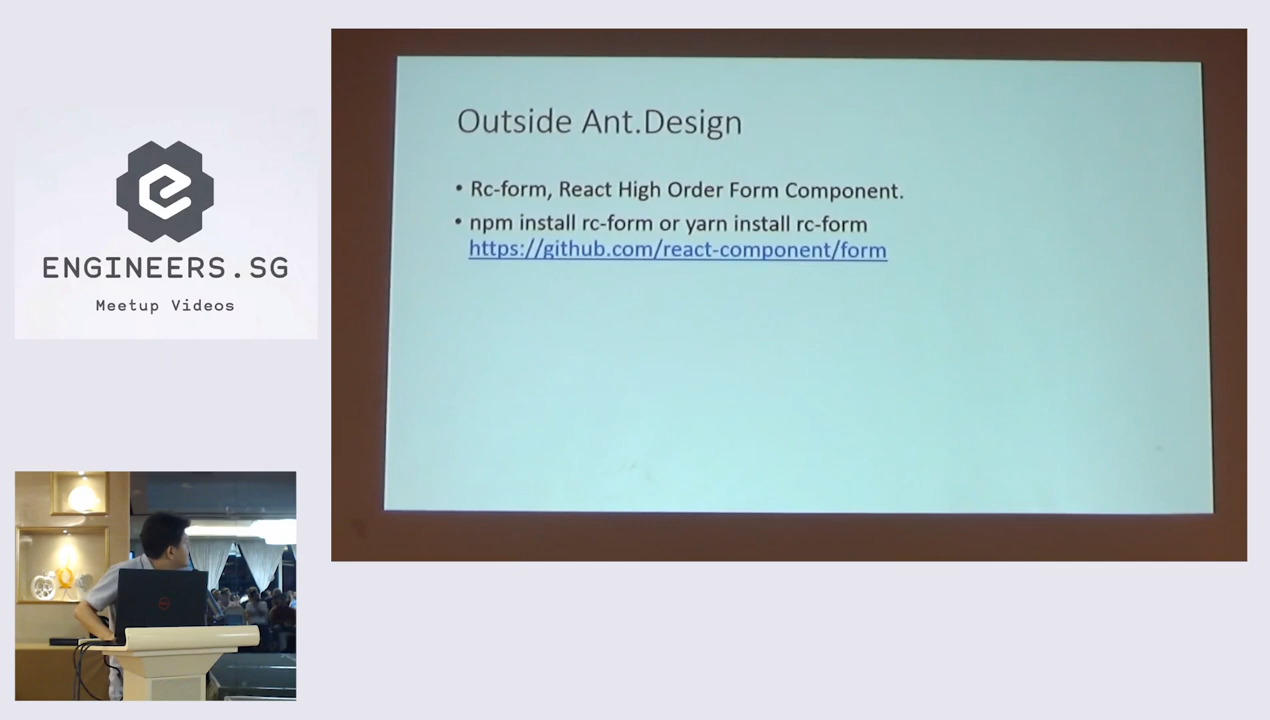 ENGINEERS.SG
Meetup Videos
Outside Ant.Design
• Rc-form, React High Order Form Component.
• npm install rc-form or yarn install rc-form
https://github.com/react-component/form